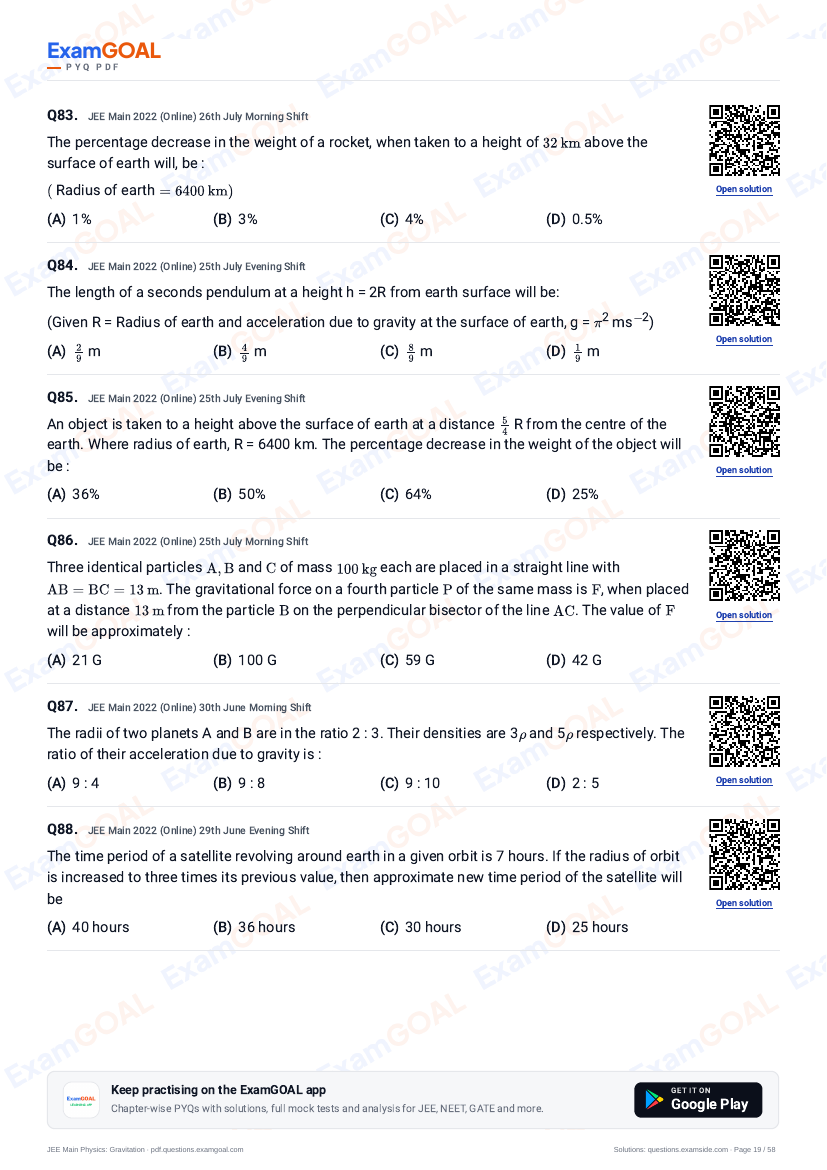 ExamGOAL
PYQ PDF
Q83. JEE Main 2022 (Online) 26th July Morning Shift
The percentage decrease in the weight of a rocket, when taken to a height of 32 km above the
surface of earth will, be :
( Radius of earth = 6400 km)
(A) 1% (B) 3% (C) 4% (D) 0.5%
Open solution
Q84. JEE Main 2022 (Online) 25th July Evening Shift
The length of a seconds pendulum at a height h = 2R from earth surface will be:
(Given R = Radius of earth and acceleration due to gravity at the surface of earth, g = π² ms⁻²)
(A) 2/9 m (B) 4/9 m (C) 8/9 m (D) 1/9 m
Open solution
Q85. JEE Main 2022 (Online) 25th July Evening Shift
An object is taken to a height above the surface of earth at a distance 5/4 R from the centre of the
earth. Where radius of earth, R = 6400 km. The percentage decrease in the weight of the object will
be :
(A) 36% (B) 50% (C) 64% (D) 25%
Open solution
Q86. JEE Main 2022 (Online) 25th July Morning Shift
Three identical particles A, B and C of mass 100 kg each are placed in a straight line with
AB = BC = 13 m. The gravitational force on a fourth particle P of the same mass is F, when placed
at a distance 13 m from the particle B on the perpendicular bisector of the line AC. The value of F
will be approximately :
(A) 21 G (B) 100 G (C) 59 G (D) 42 G
Open solution
Q87. JEE Main 2022 (Online) 30th June Morning Shift
The radii of two planets A and B are in the ratio 2 : 3. Their densities are 3ρ and 5ρ respectively. The
ratio of their acceleration due to gravity is :
(A) 9 : 4 (B) 9 : 8 (C) 9 : 10 (D) 2 : 5
Open solution
Q88. JEE Main 2022 (Online) 29th June Evening Shift
The time period of a satellite revolving around earth in a given orbit is 7 hours. If the radius of orbit
is increased to three times its previous value, then approximate new time period of the satellite will
be
(A) 40 hours (B) 36 hours (C) 30 hours (D) 25 hours
Open solution
ExamGOAL
Keep practising on the ExamGOAL app
Chapter-wise PYQs with solutions, full mock tests and analysis for JEE, NEET, GATE and more.
GET IT ON
Google Play
JEE Main Physics: Gravitation · pdf.questions.examgoal.com
Solutions: questions.examside.com · Page 19 / 58